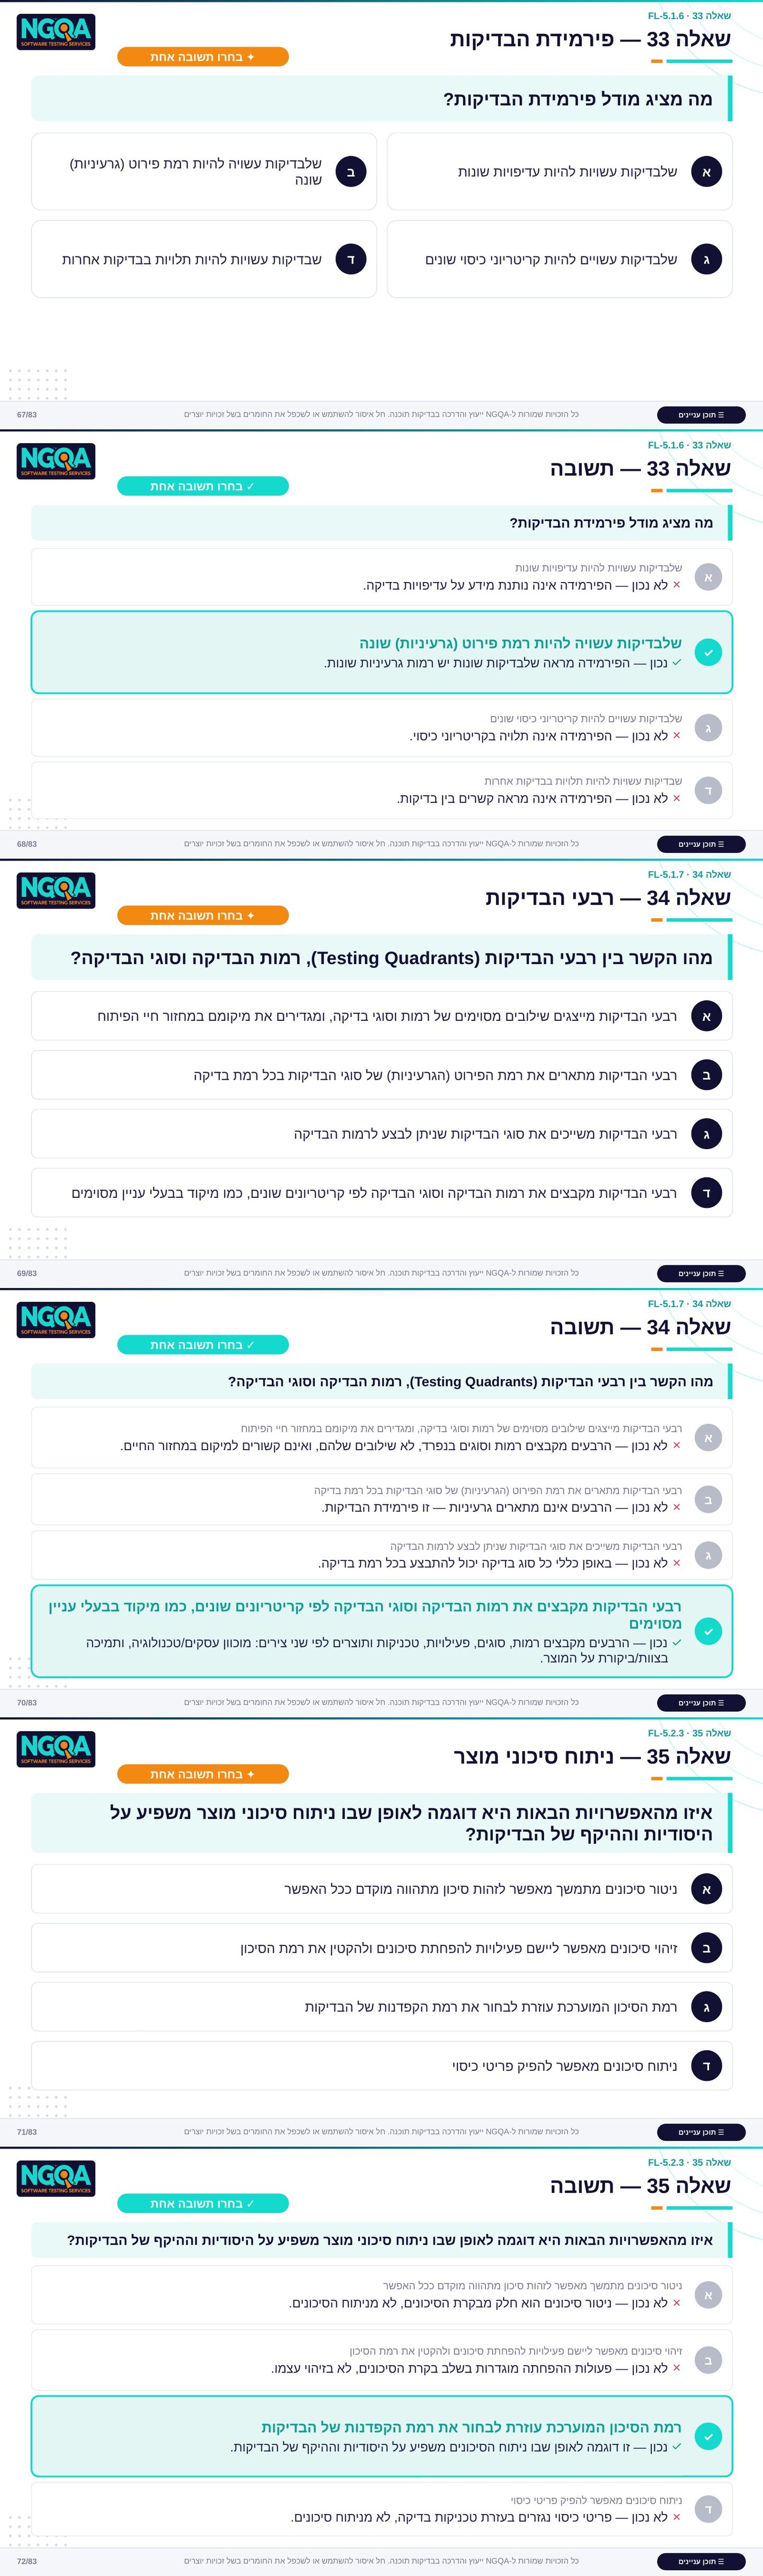 שאלה 33 · FL-5.1.6
שאלה 33 — פירמידת הבדיקות
NGQA
SOFTWARE TESTING SERVICES
✦ בחרו תשובה אחת
מה מציג מודל פירמידת הבדיקות?
א
שלבדיקות עשויות להיות עדיפויות שונות
ב
שלבדיקות עשויה להיות רמת פירוט (גרעיניות)
שונה
ג
שלבדיקות עשויים להיות קריטריוני כיסוי שונים
ד
שבדיקות עשויות להיות תלויות בבדיקות אחרות
☰ תוכן עניינים
כל הזכויות שמורות ל-NGQA ייעוץ והדרכה בבדיקות תוכנה. חל איסור להשתמש או לשכפל את החומרים בשל זכויות יוצרים
67/83
שאלה 33 · FL-5.1.6
שאלה 33 — תשובה
NGQA
SOFTWARE TESTING SERVICES
✓ בחרו תשובה אחת
מה מציג מודל פירמידת הבדיקות?
א
שלבדיקות עשויות להיות עדיפויות שונות
✕ לא נכון — הפירמידה אינה נותנת מידע על עדיפויות בדיקה.
✓
שלבדיקות עשויה להיות רמת פירוט (גרעיניות) שונה
✓ נכון — הפירמידה מראה שלבדיקות שונות יש רמות גרעיניות שונות.
ג
שלבדיקות עשויים להיות קריטריוני כיסוי שונים
✕ לא נכון — הפירמידה אינה תלויה בקריטריוני כיסוי.
ד
שבדיקות עשויות להיות תלויות בבדיקות אחרות
✕ לא נכון — הפירמידה אינה מראה קשרים בין בדיקות.
☰ תוכן עניינים
כל הזכויות שמורות ל-NGQA ייעוץ והדרכה בבדיקות תוכנה. חל איסור להשתמש או לשכפל את החומרים בשל זכויות יוצרים
68/83
שאלה 34 · FL-5.1.7
שאלה 34 — רבעי הבדיקות
NGQA
SOFTWARE TESTING SERVICES
✦ בחרו תשובה אחת
מהו הקשר בין רבעי הבדיקות (Testing Quadrants), רמות הבדיקה וסוגי הבדיקה?
א
רבעי הבדיקות מייצגים שילובים מסוימים של רמות וסוגי בדיקה, ומגדירים את מיקומם במחזור חיי הפיתוח
ב
רבעי הבדיקות מתארים את רמת הפירוט (הגרעיניות) של סוגי הבדיקות בכל רמת בדיקה
ג
רבעי הבדיקות משייכים את סוגי הבדיקות שניתן לבצע לרמות הבדיקה
ד
רבעי הבדיקות מקבצים את רמות הבדיקה וסוגי הבדיקה לפי קריטריונים שונים, כמו מיקוד בבעלי עניין מסוימים
☰ תוכן עניינים
כל הזכויות שמורות ל-NGQA ייעוץ והדרכה בבדיקות תוכנה. חל איסור להשתמש או לשכפל את החומרים בשל זכויות יוצרים
69/83
שאלה 34 · FL-5.1.7
שאלה 34 — תשובה
NGQA
SOFTWARE TESTING SERVICES
✓ בחרו תשובה אחת
מהו הקשר בין רבעי הבדיקות (Testing Quadrants), רמות הבדיקה וסוגי הבדיקה?
א
רבעי הבדיקות מייצגים שילובים מסוימים של רמות וסוגי בדיקה, ומגדירים את מיקומם במחזור חיי הפיתוח
✕ לא נכון — הרבעים מקבצים רמות וסוגים בנפרד, לא שילובים שלהם, ואינם קשורים למיקום במחזור החיים.
ב
רבעי הבדיקות מתארים את רמת הפירוט (הגרעיניות) של סוגי הבדיקות בכל רמת בדיקה
✕ לא נכון — הרבעים אינם מתארים גרעיניות — זו פירמידת הבדיקות.
ג
רבעי הבדיקות משייכים את סוגי הבדיקות שניתן לבצע לרמות הבדיקה
✕ לא נכון — באופן כללי כל סוג בדיקה יכול להתבצע בכל רמת בדיקה.
✓
רבעי הבדיקות מקבצים את רמות הבדיקה וסוגי הבדיקה לפי קריטריונים שונים, כמו מיקוד בבעלי עניין
מסוימים
✓ נכון — הרבעים מקבצים רמות, סוגים, פעילויות, טכניקות ותוצרים לפי שני צירים: מוכוון עסקים/טכנולוגיה, ותמיכה
בצוות/ביקורת על המוצר.
☰ תוכן עניינים
כל הזכויות שמורות ל-NGQA ייעוץ והדרכה בבדיקות תוכנה. חל איסור להשתמש או לשכפל את החומרים בשל זכויות יוצרים
70/83
שאלה 35 · FL-5.2.3
שאלה 35 — ניתוח סיכוני מוצר
NGQA
SOFTWARE TESTING SERVICES
✦ בחרו תשובה אחת
איזו מהאפשרויות הבאות היא דוגמה לאופן שבו ניתוח סיכוני מוצר משפיע על
היסודיות וההיקף של הבדיקות?
א
ניטור סיכונים מתמשך מאפשר לזהות סיכון מתהווה מוקדם ככל האפשר
ב
זיהוי סיכונים מאפשר ליישם פעילויות להפחתת סיכונים ולהקטין את רמת הסיכון
ג
רמת הסיכון המוערכת עוזרת לבחור את רמת הקפדנות של הבדיקות
ד
ניתוח סיכונים מאפשר להפיק פריטי כיסוי
☰ תוכן עניינים
כל הזכויות שמורות ל-NGQA ייעוץ והדרכה בבדיקות תוכנה. חל איסור להשתמש או לשכפל את החומרים בשל זכויות יוצרים
71/83
שאלה 35 · FL-5.2.3
שאלה 35 — תשובה
NGQA
SOFTWARE TESTING SERVICES
✓ בחרו תשובה אחת
איזו מהאפשרויות הבאות היא דוגמה לאופן שבו ניתוח סיכוני מוצר משפיע על היסודיות וההיקף של הבדיקות?
א
ניטור סיכונים מתמשך מאפשר לזהות סיכון מתהווה מוקדם ככל האפשר
✕ לא נכון — ניטור סיכונים הוא חלק מבקרת הסיכונים, לא מניתוח הסיכונים.
ב
זיהוי סיכונים מאפשר ליישם פעילויות להפחתת סיכונים ולהקטין את רמת הסיכון
✕ לא נכון — פעולות ההפחתה מוגדרות בשלב בקרת הסיכונים, לא בזיהוי עצמו.
✓
רמת הסיכון המוערכת עוזרת לבחור את רמת הקפדנות של הבדיקות
✓ נכון — זו דוגמה לאופן שבו ניתוח הסיכונים משפיע על היסודיות וההיקף של הבדיקות.
ד
ניתוח סיכונים מאפשר להפיק פריטי כיסוי
✕ לא נכון — פריטי כיסוי נגזרים בעזרת טכניקות בדיקה, לא מניתוח סיכונים.
☰ תוכן עניינים
כל הזכויות שמורות ל-NGQA ייעוץ והדרכה בבדיקות תוכנה. חל איסור להשתמש או לשכפל את החומרים בשל זכויות יוצרים
72/83